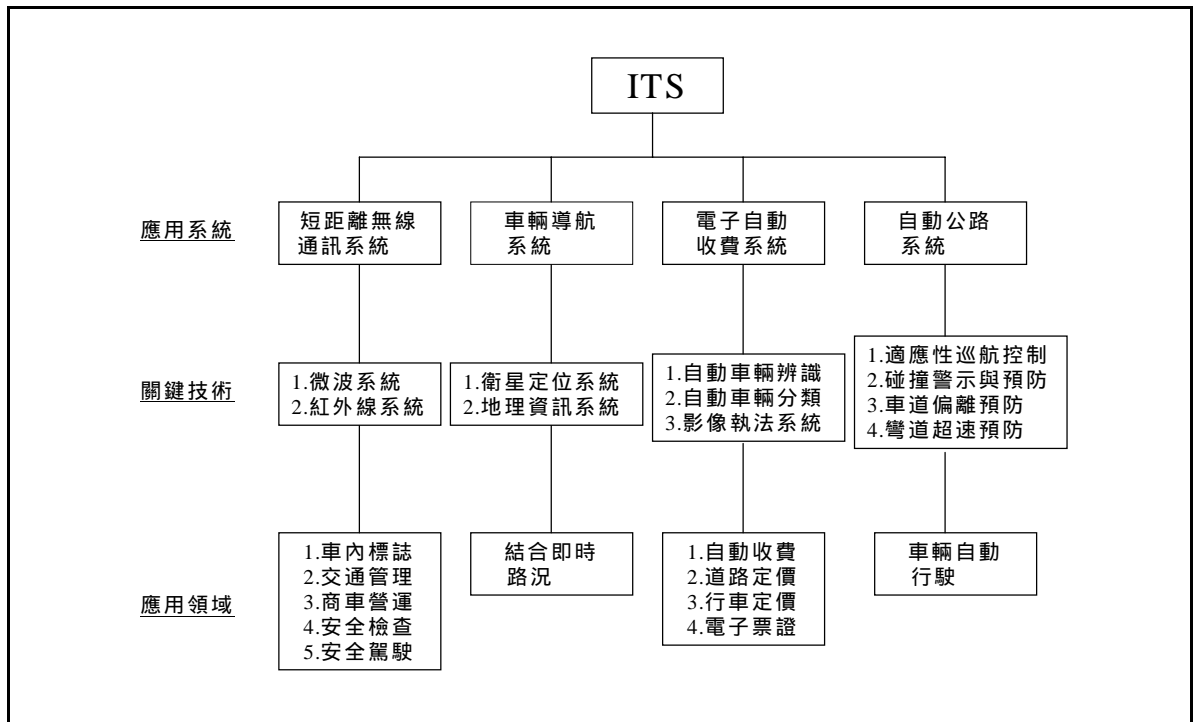 ITS
應用系統
短距離無線
通訊系統
車輛導航
系統
電子自動
收費系統
自動公路
系統
關鍵技術
1.微波系統
2.紅外線系統
1.衛星定位系統
2.地理資訊系統
1.自動車輛辨識
2.自動車輛分類
3.影像執法系統
1.適應性巡航控制
2.碰撞警示與預防
3.車道偏離預防
4.彎道超速預防
應用領域
1.車內標誌
2.交通管理
3.商車營運
4.安全檢查
5.安全駕駛
結合即時
路況
1.自動收費
2.道路定價
3.行車定價
4.電子票證
車輛自動
行駛